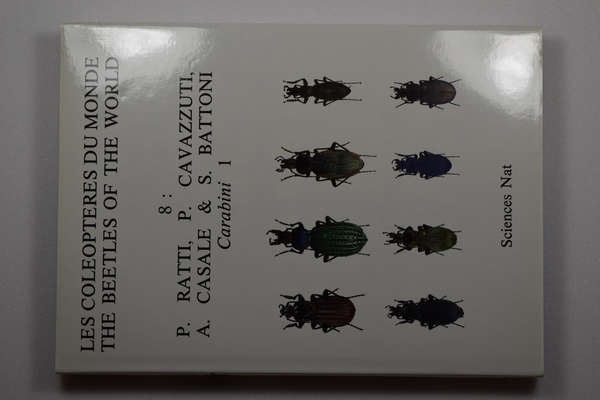 LES COLEOPTERES DU MONDE
THE BEETLES OF THE WORLD
8 :
P. RATTI, P. CAVAZZUTI,
A. CASALE & S. BATTONI
Carabini 1
Sciences Nat